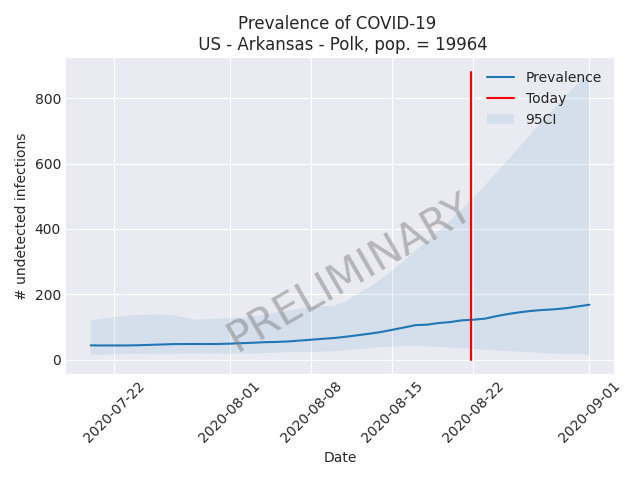 Prevalence of COVID-19
US - Arkansas - Polk, pop. = 19964
Prevalence
Today
95CI
PRELIMINARY
# undetected infections
800
600
400
200
0
2020-07-22
2020-08-01
2020-08-08
2020-08-15
2020-08-22
2020-09-01
Date